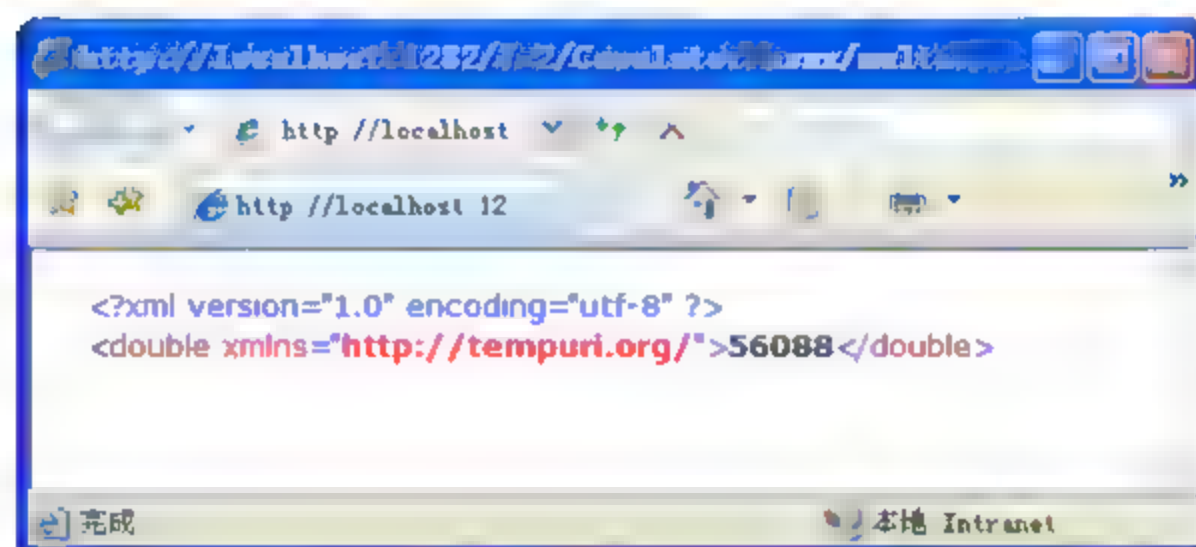 http //localhost
http //localhost 12
<?xml version="1.0" encoding="utf-8" ?>
<double xmlns="http://tempuri.org/">56088</double>
完成
本地 Intranet